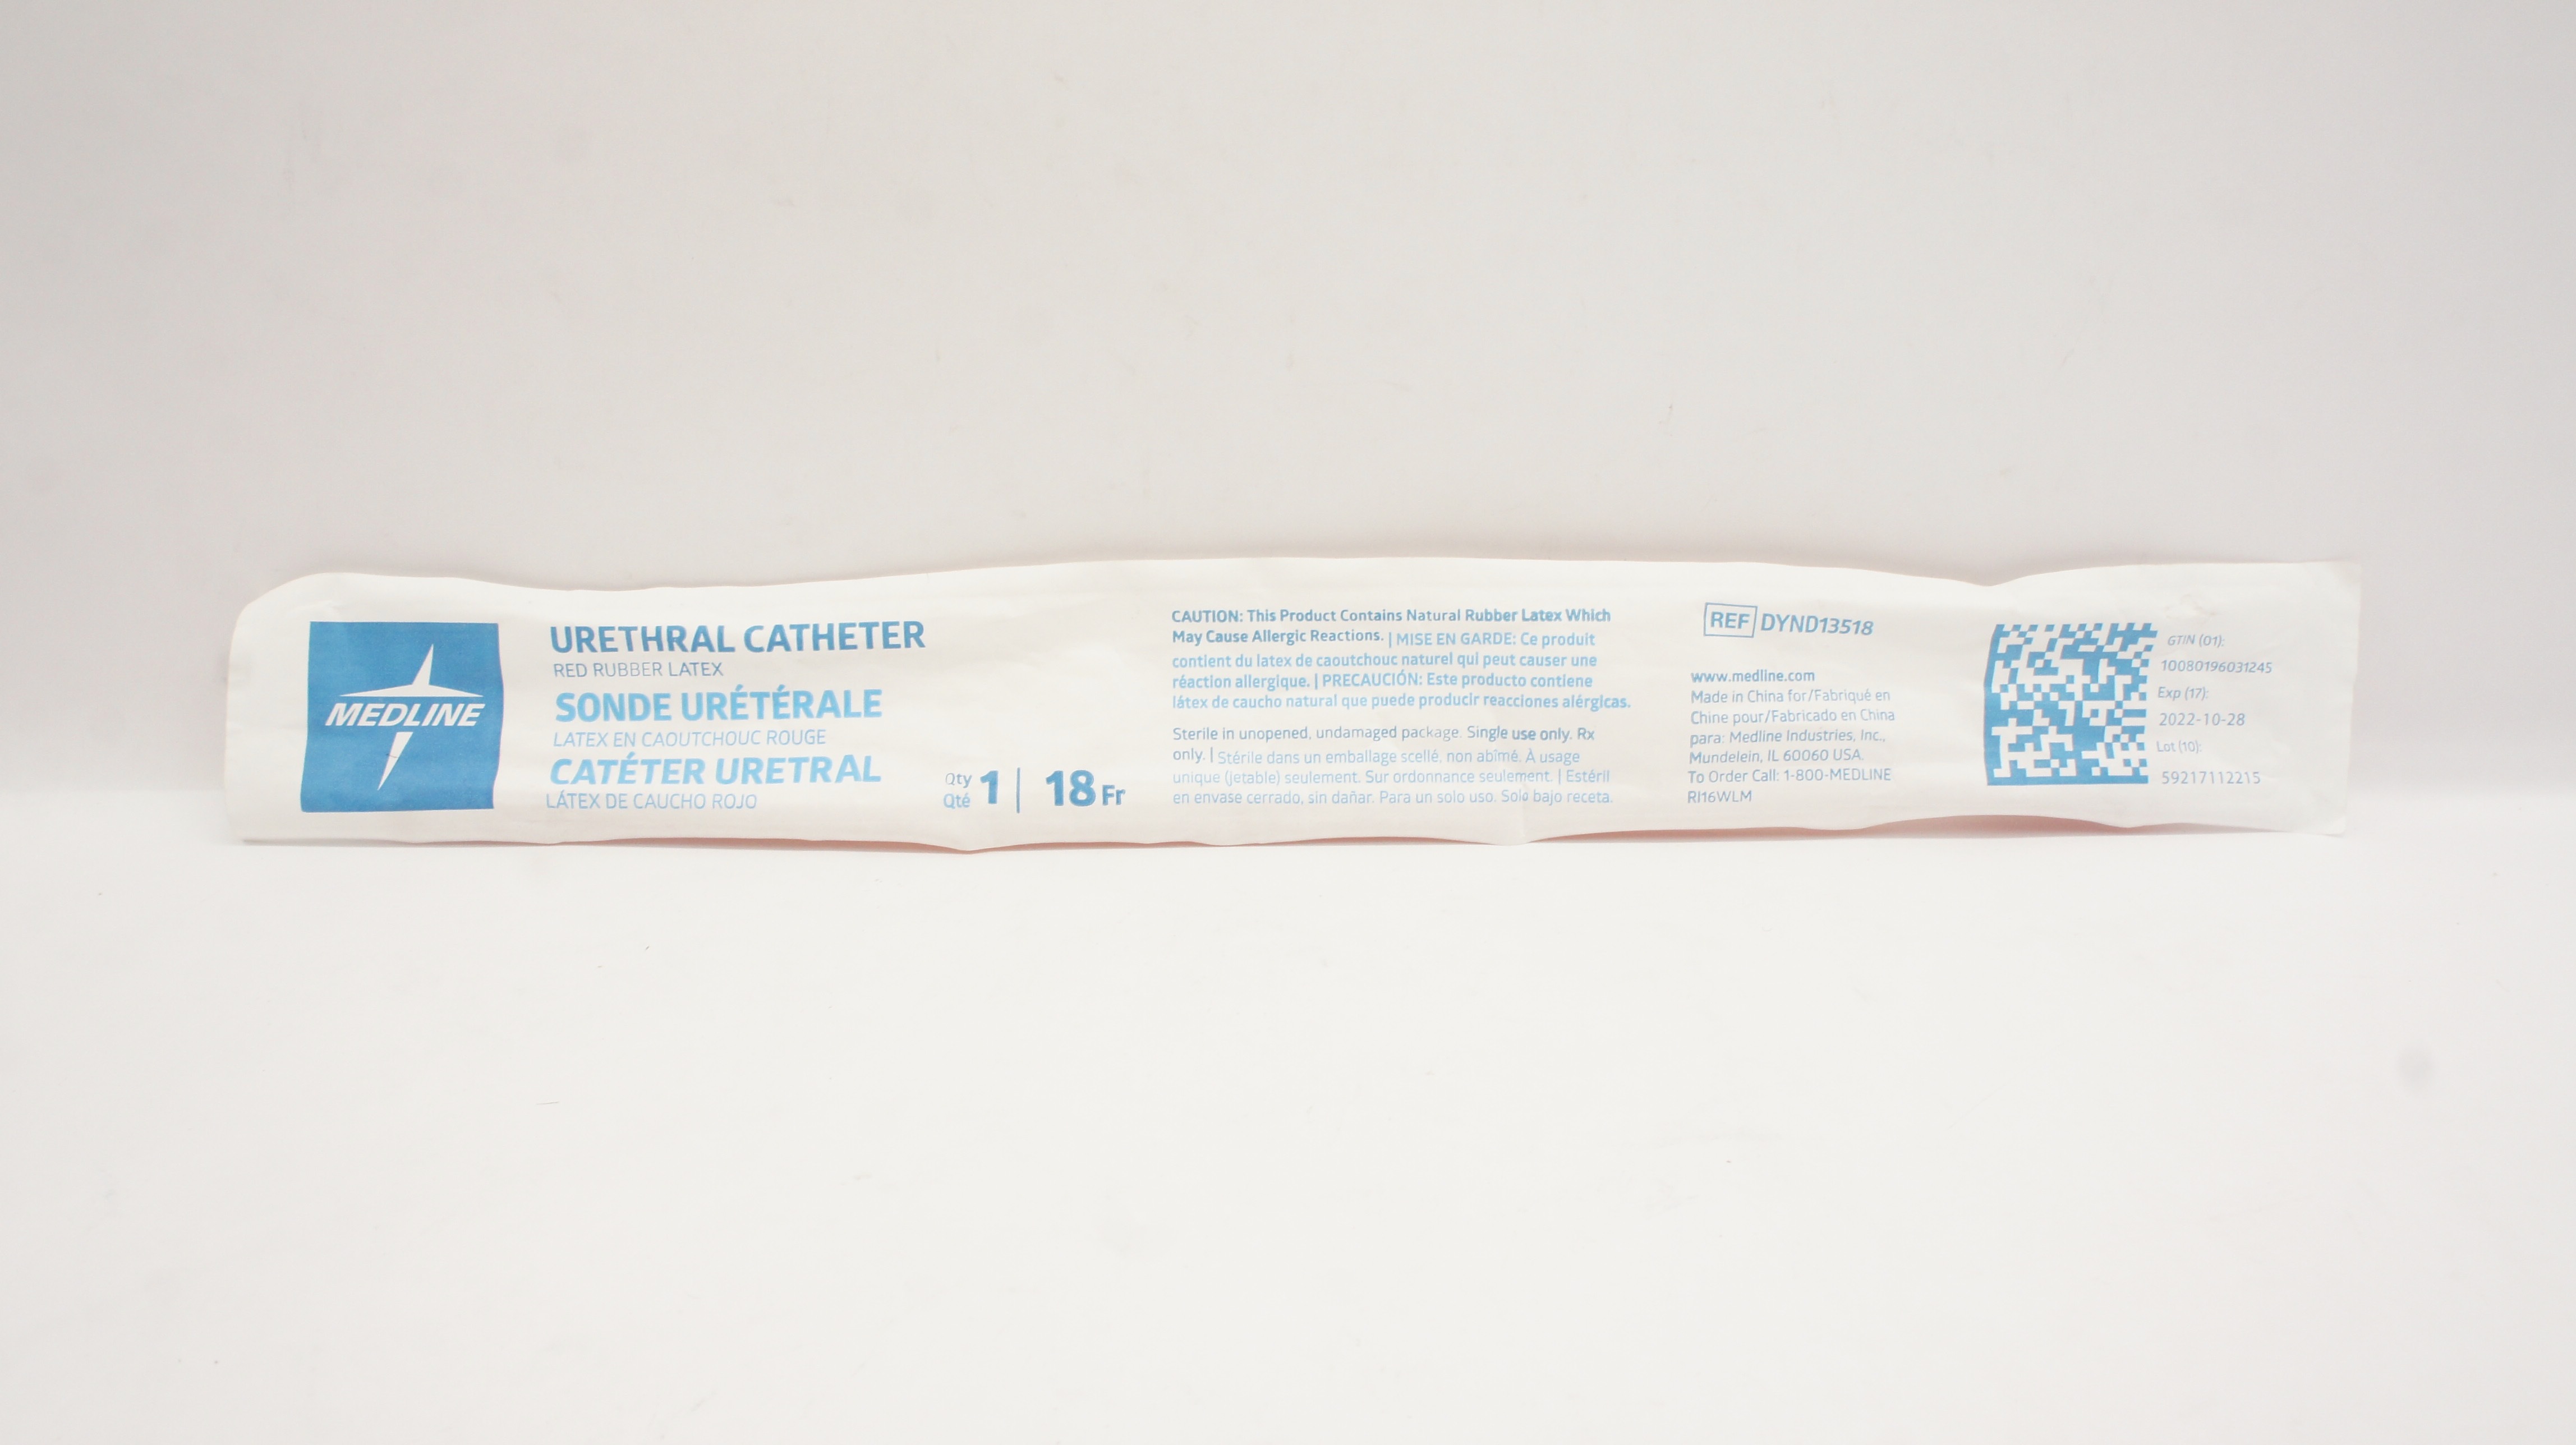 MEDLINE
URETHRAL CATHETER
RED RUBBER LATEX
SONDE URÉTÉRALE
LATEX EN CAOUTCHOUC ROUGE
CATÉTER URETRAL
LÁTEX DE CAUCHO ROJO
Qty
Qté
1 | 18 Fr
CAUTION: This Product Contains Natural Rubber Latex Which
May Cause Allergic Reactions. | MISE EN GARDE: Ce produit
contient du latex de caoutchouc naturel qui peut causer une
réaction allergique. | PRECAUCIÓN: Este producto contiene
látex de caucho natural que puede producir reacciones alérgicas.
Sterile in unopened, undamaged package. Single use only. Rx
only. | Stérile dans un emballage scellé, non abîmé. À usage
unique (jetable) seulement. Sur ordonnance seulement. | Estéril
en envase cerrado, sin dañar. Para un solo uso. Solo bajo receta.
REF DYND13518
www.medline.com
Made in China for/Fabriqué en
Chine pour/Fabricado en China
para: Medline Industries, Inc.,
Mundelein, IL 60060 USA.
To Order Call: 1-800-MEDLINE
RI16WLM
GTIN (01):
10080196031245
Exp (17):
2022-10-28
Lot (10):
59217112215